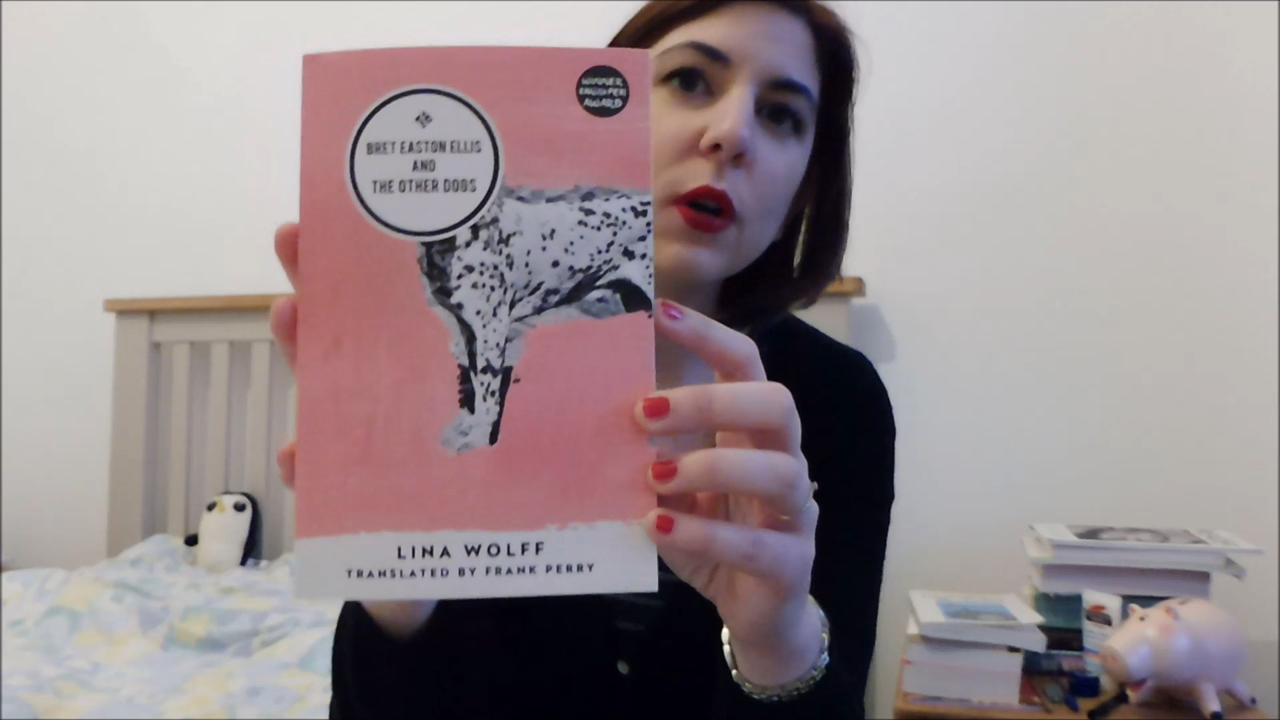 BRET EASTON ELLIS
AND
THE OTHER DOGS
WINNER
ENGLISH PEN
AWARD
LINA WOLFF
TRANSLATED BY FRANK PERRY